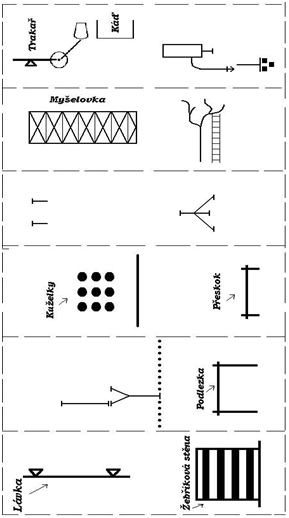 Trakař
Káď
Myšelovka
Kuželky
Přeskok
Podlezka
Lávka
Žebříková stěna